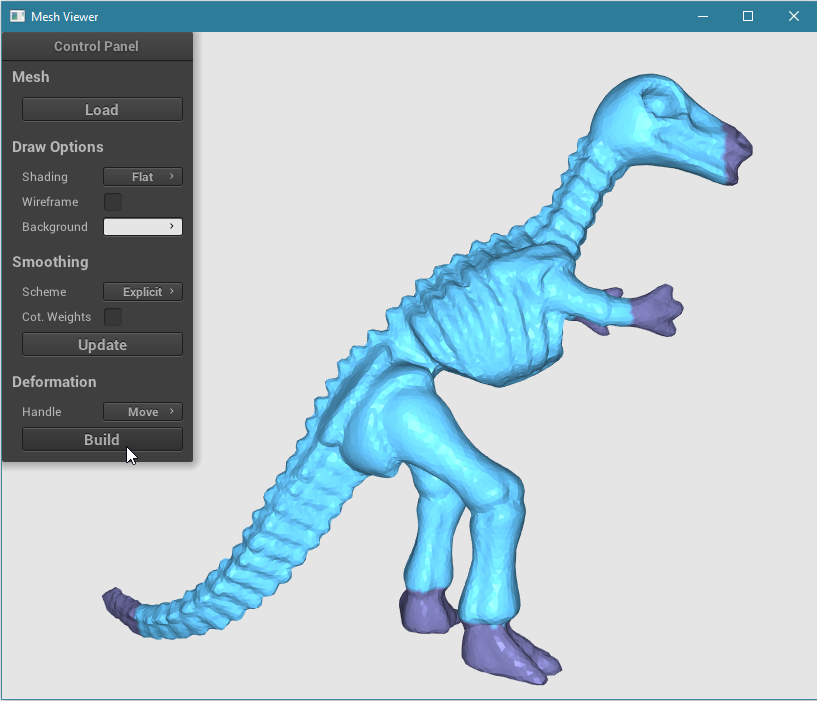 Mesh Viewer
Control Panel
Mesh
Load
Draw Options
Shading Flat
Wireframe
Background
Smoothing
Scheme Explicit
Cot. Weights
Update
Deformation
Handle Move
Build